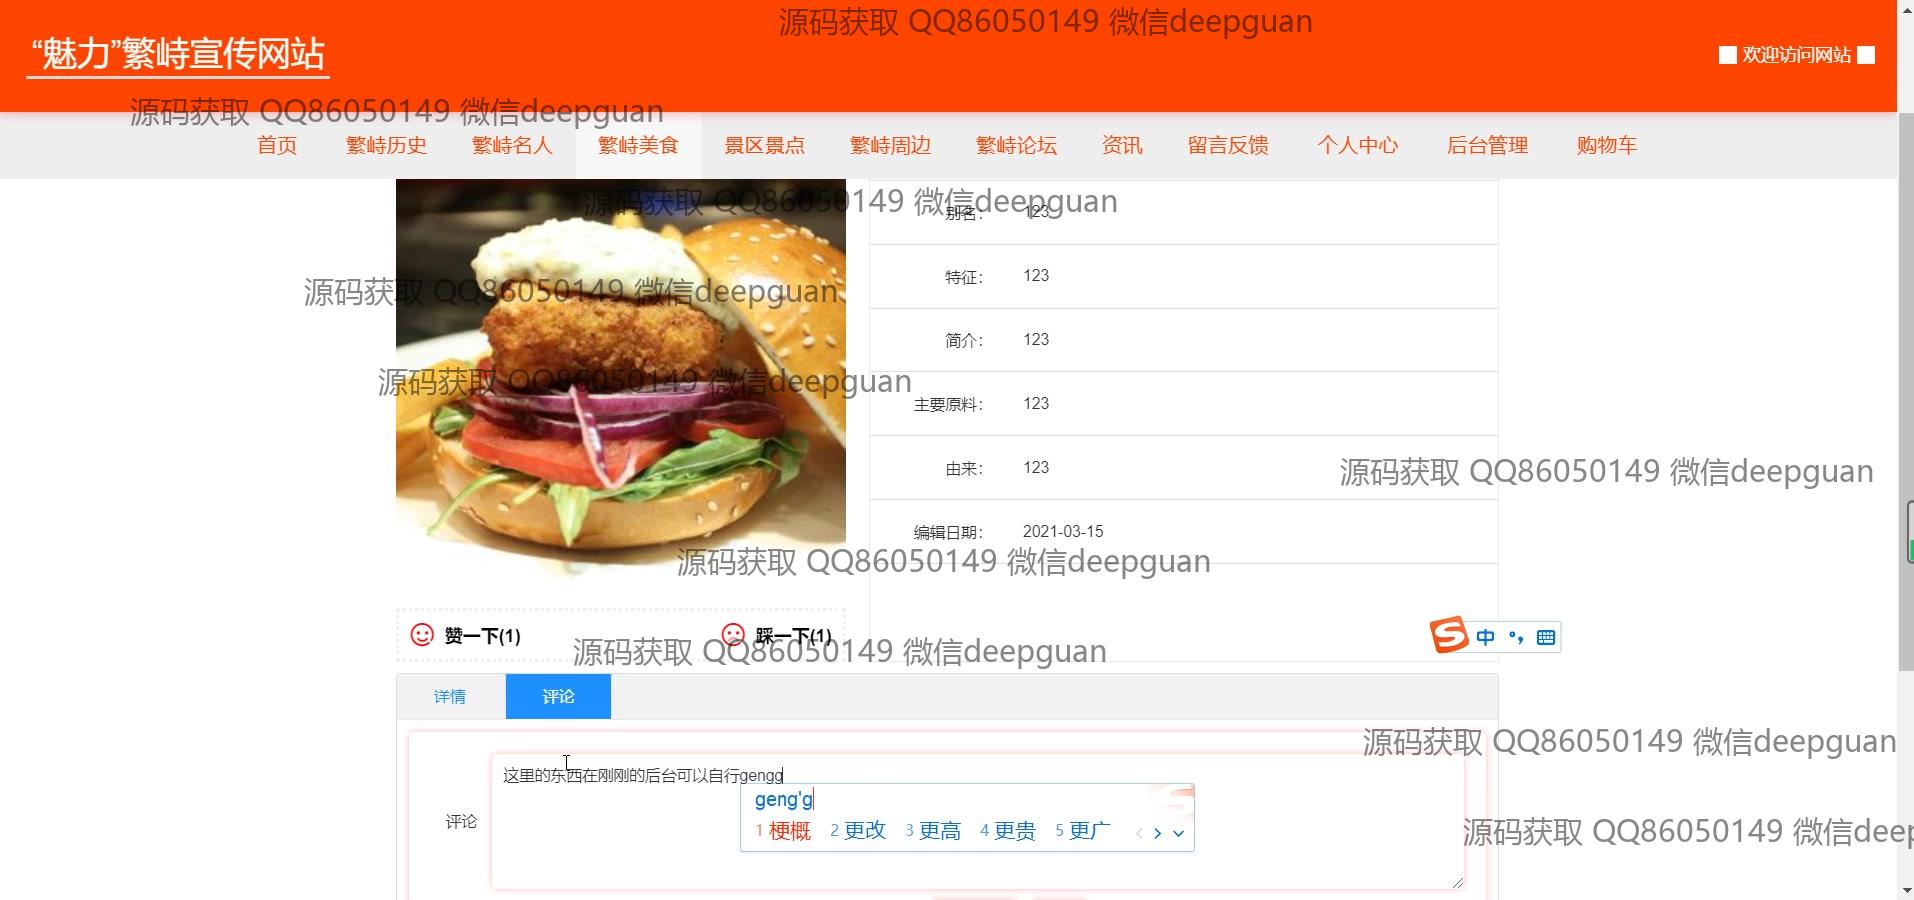 源码获取 QQ86050149 微信deepguan
“魅力”繁峙宣传网站
欢迎访问网站
源码获取 QQ86050149 微信deepguan
首页 繁峙历史 繁峙名人 繁峙美食 景区景点 繁峙周边 繁峙论坛 资讯 留言反馈 个人中心 后台管理 购物车
源码获取 QQ86050149 微信deepguan
别名： 123
特征： 123
源码获取 QQ86050149 微信deepguan
简介： 123
源码获取 QQ86050149 微信deepguan
主要原料： 123
由来： 123
源码获取 QQ86050149 微信deepguan
编辑日期： 2021-03-15
源码获取 QQ86050149 微信deepguan
赞一下(1) 踩一下(1)
中
源码获取 QQ86050149 微信deepguan
详情 评论
源码获取 QQ86050149 微信deepguan
评论
这里的东西在刚刚的后台可以自行gengg
geng'g
1 梗概 2 更改 3 更高 4 更贵 5 更广
源码获取 QQ86050149 微信deep